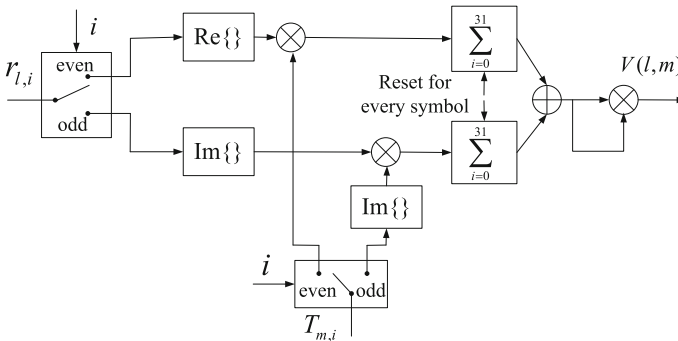 i
r_{l,i}
even
odd
Re{}
Im{}
31
∑
i=0
Reset for
every symbol
31
∑
i=0
V(l,m)
Im{}
i
even
odd
T_{m,i}